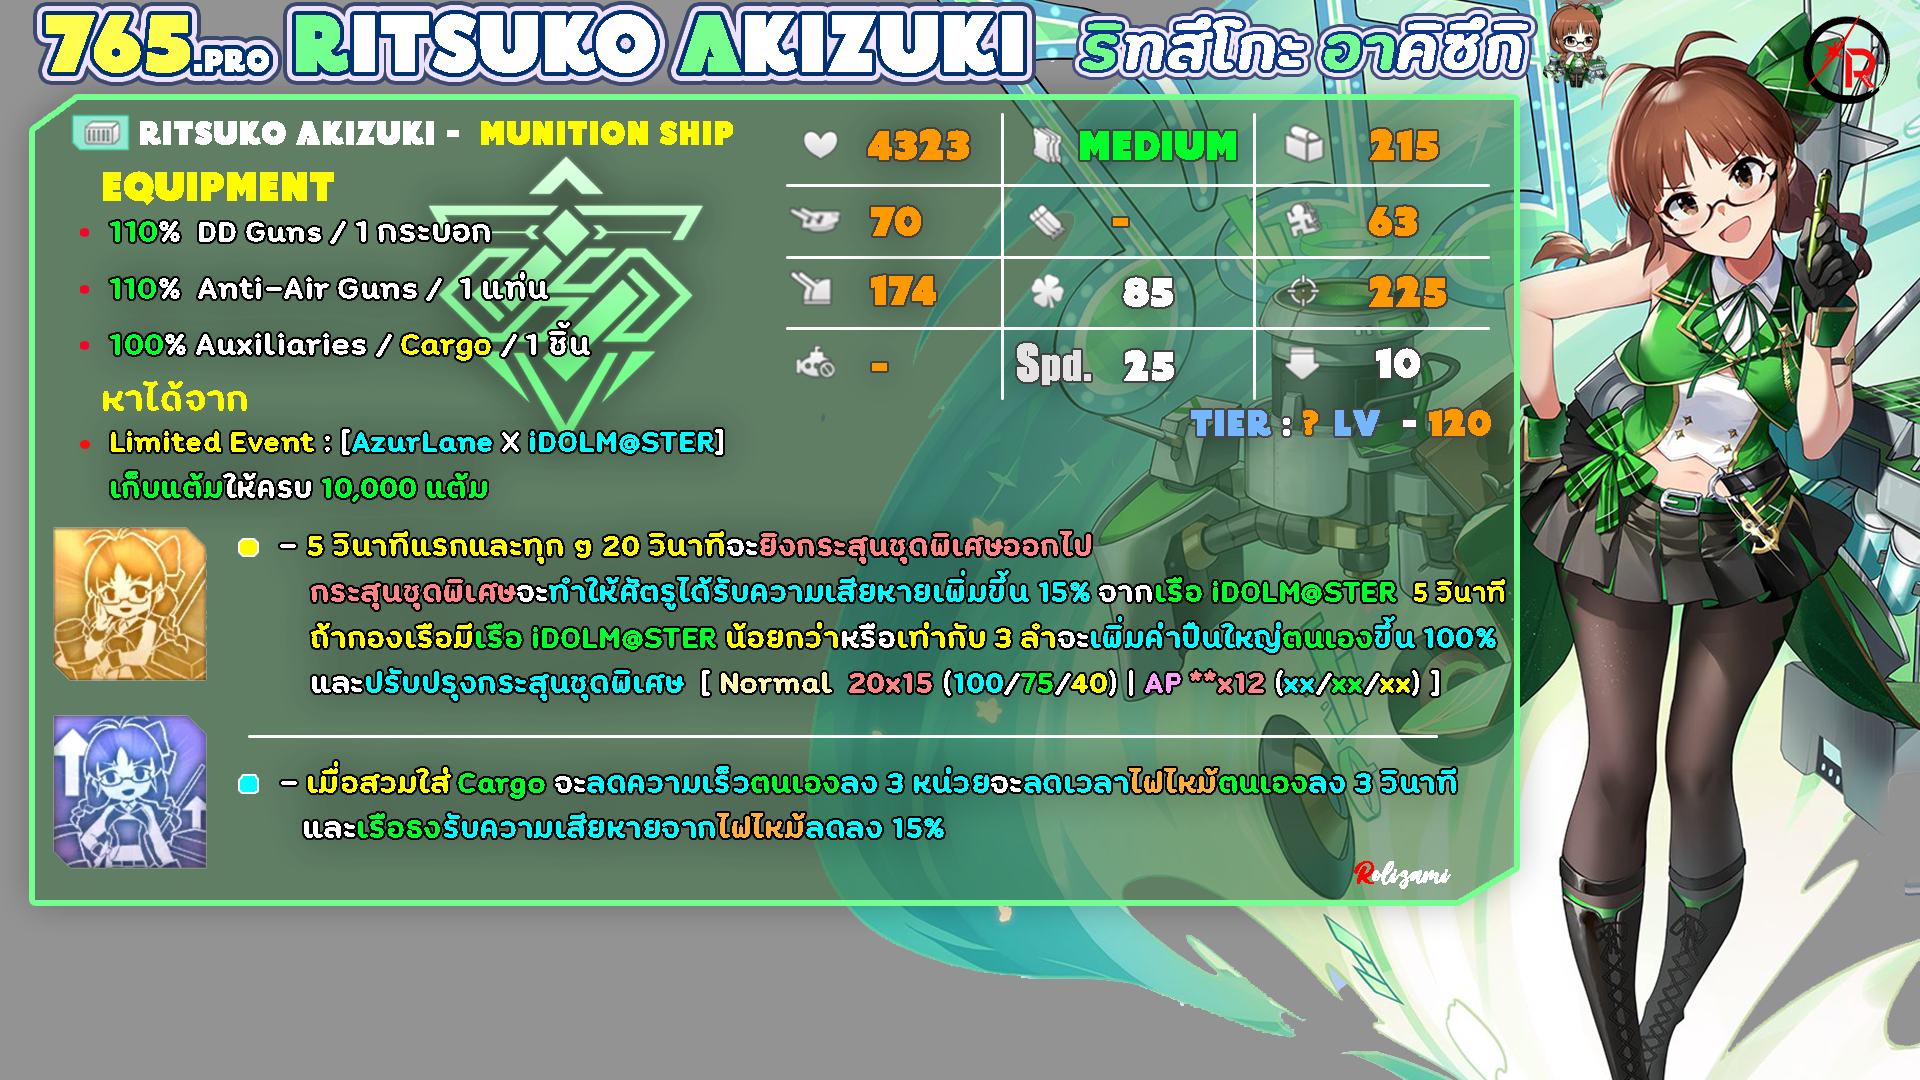 765.PRO RITSUKO AKIZUKI ริทสึโกะ อาคิซึกิ
RITSUKO AKIZUKI - MUNITION SHIP
EQUIPMENT
110% DD Guns / 1 กระบอก
110% Anti-Air Guns / 1 แท่น
100% Auxiliaries / Cargo / 1 ชิ้น
หาได้จาก
Limited Event : [AzurLane X iDOLM@STER]
เก็บแต้มให้ครบ 10,000 แต้ม
4323 MEDIUM 215
70 - 63
174 85 225
- Spd. 25 10
TIER : ? LV - 120
- 5 วินาทีแรกและทุก ๆ 20 วินาทีจะยิงกระสุนชุดพิเศษออกไป
กระสุนชุดพิเศษจะทำให้ศัตรูได้รับความเสียหายเพิ่มขึ้น 15% จากเรือ iDOLM@STER 5 วินาที
ถ้ากองเรือมีเรือ iDOLM@STER น้อยกว่าหรือเท่ากับ 3 ลำจะเพิ่มค่าปืนใหญ่ตนเองขึ้น 100%
และปรับปรุงกระสุนชุดพิเศษ [ Normal 20x15 (100/75/40) | AP **x12 (xx/xx/xx) ]
- เมื่อสวมใส่ Cargo จะลดความเร็วตนเองลง 3 หน่วยจะลดเวลาไฟไหม้ตนเองลง 3 วินาที
และเรือธงรับความเสียหายจากไฟไหม้ลดลง 15%
Rolizami
R